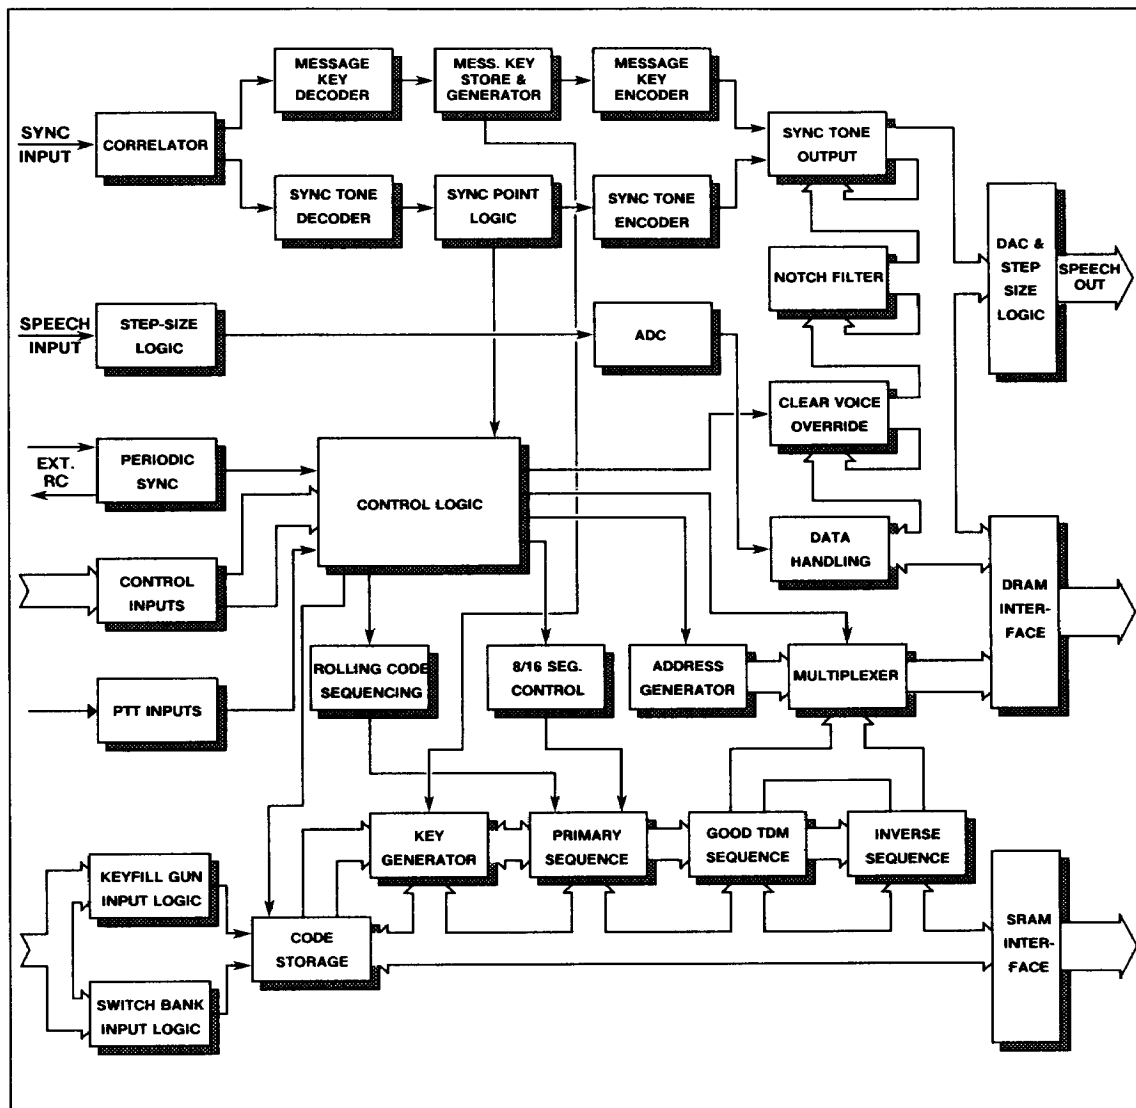 MESSAGE
KEY
DECODER
MESS. KEY
STORE &
GENERATOR
MESSAGE
KEY
ENCODER
SYNC
INPUT
CORRELATOR
SYNC TONE
OUTPUT
SYNC TONE
DECODER
SYNC POINT
LOGIC
SYNC TONE
ENCODER
DAC &
STEP
SIZE
LOGIC
SPEECH
OUT
NOTCH FILTER
SPEECH
INPUT
STEP-SIZE
LOGIC
ADC
CLEAR VOICE
OVERRIDE
EXT.
RC
PERIODIC
SYNC
CONTROL LOGIC
DATA
HANDLING
CONTROL
INPUTS
DRAM
INTER-
FACE
ROLLING CODE
SEQUENCING
8/16 SEG.
CONTROL
ADDRESS
GENERATOR
MULTIPLEXER
PTT INPUTS
KEY
GENERATOR
PRIMARY
SEQUENCE
GOOD TDM
SEQUENCE
INVERSE
SEQUENCE
KEYFILL GUN
INPUT LOGIC
CODE
STORAGE
SRAM
INTER-
FACE
SWITCH BANK
INPUT LOGIC